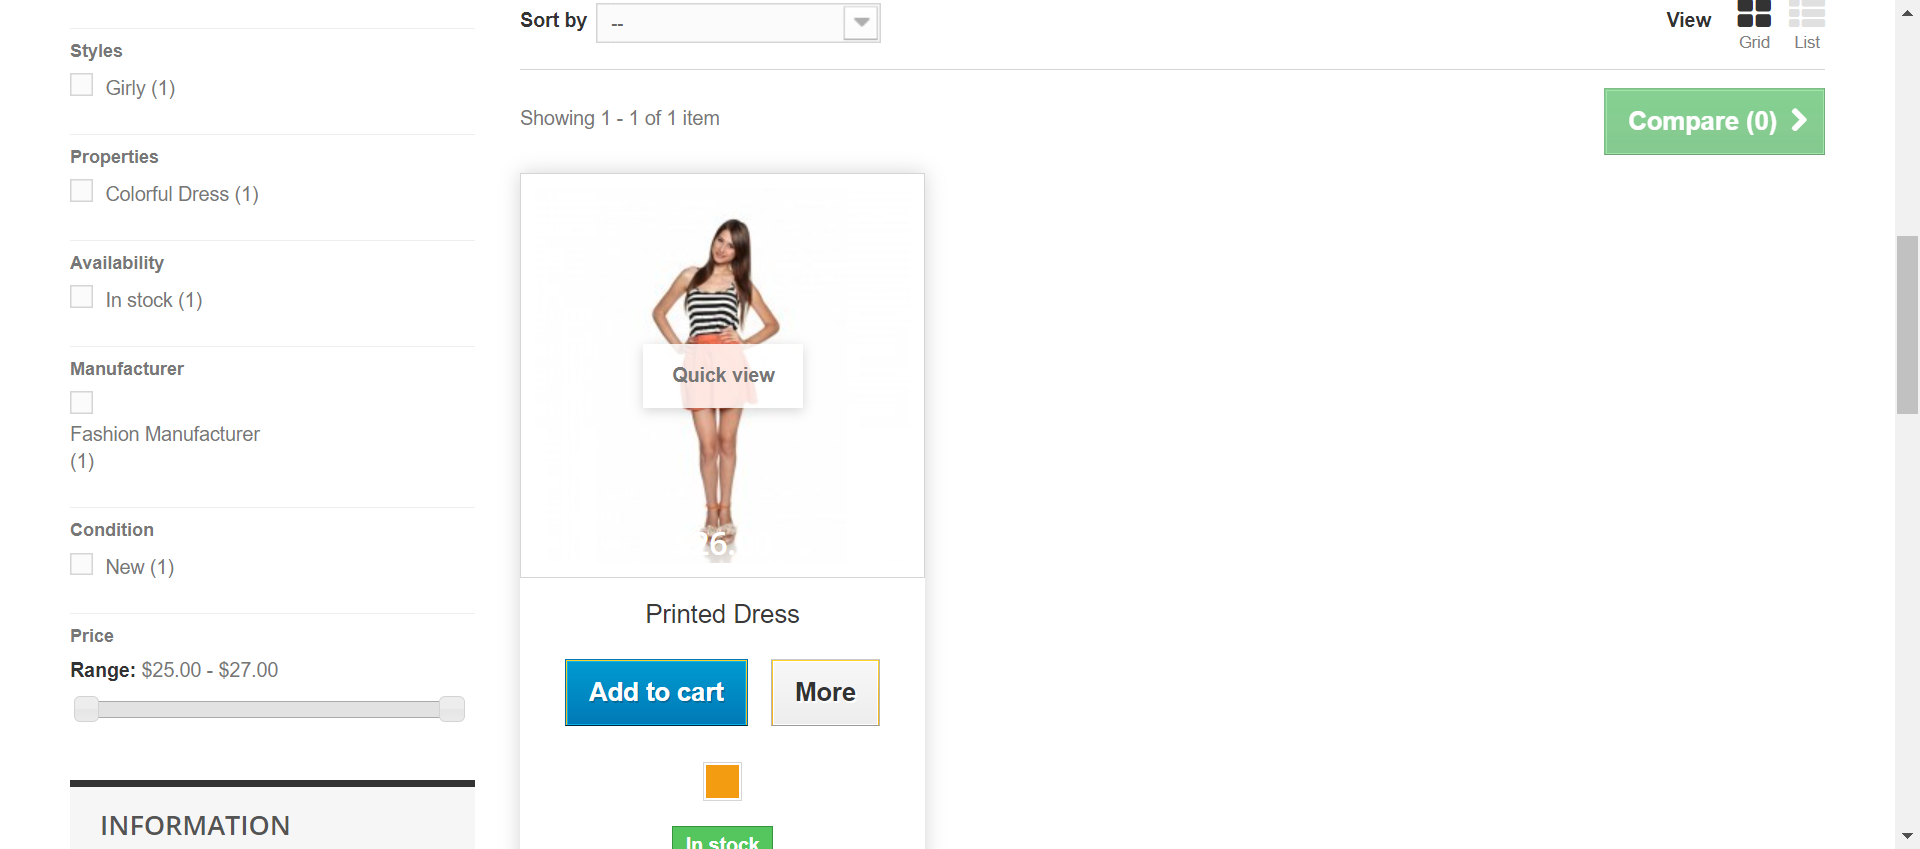 Sort by
--
View
Grid
List
Styles
Girly (1)
Properties
Colorful Dress (1)
Availability
In stock (1)
Manufacturer
Fashion Manufacturer
(1)
Condition
New (1)
Price
Range: $25.00 - $27.00
INFORMATION
Showing 1 - 1 of 1 item
Compare (0)
Quick view
26.
Printed Dress
Add to cart
More
In stock